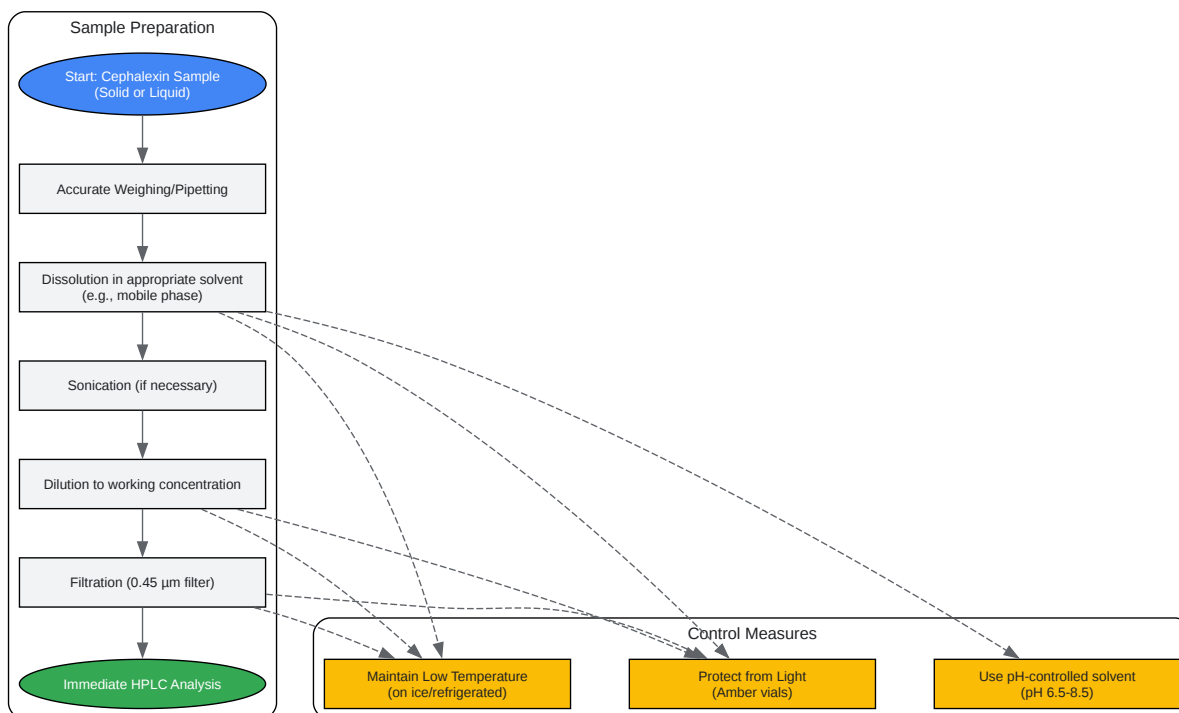 Sample Preparation
Start: Cephalexin Sample
(Solid or Liquid)
Accurate Weighing/Pipetting
Dissolution in appropriate solvent
(e.g., mobile phase)
Sonication (if necessary)
Dilution to working concentration
Filtration (0.45 µm filter)
Immediate HPLC Analysis
Control Measures
Maintain Low Temperature
(on ice/refrigerated)
Protect from Light
(Amber vials)
Use pH-controlled solvent
(pH 6.5-8.5)